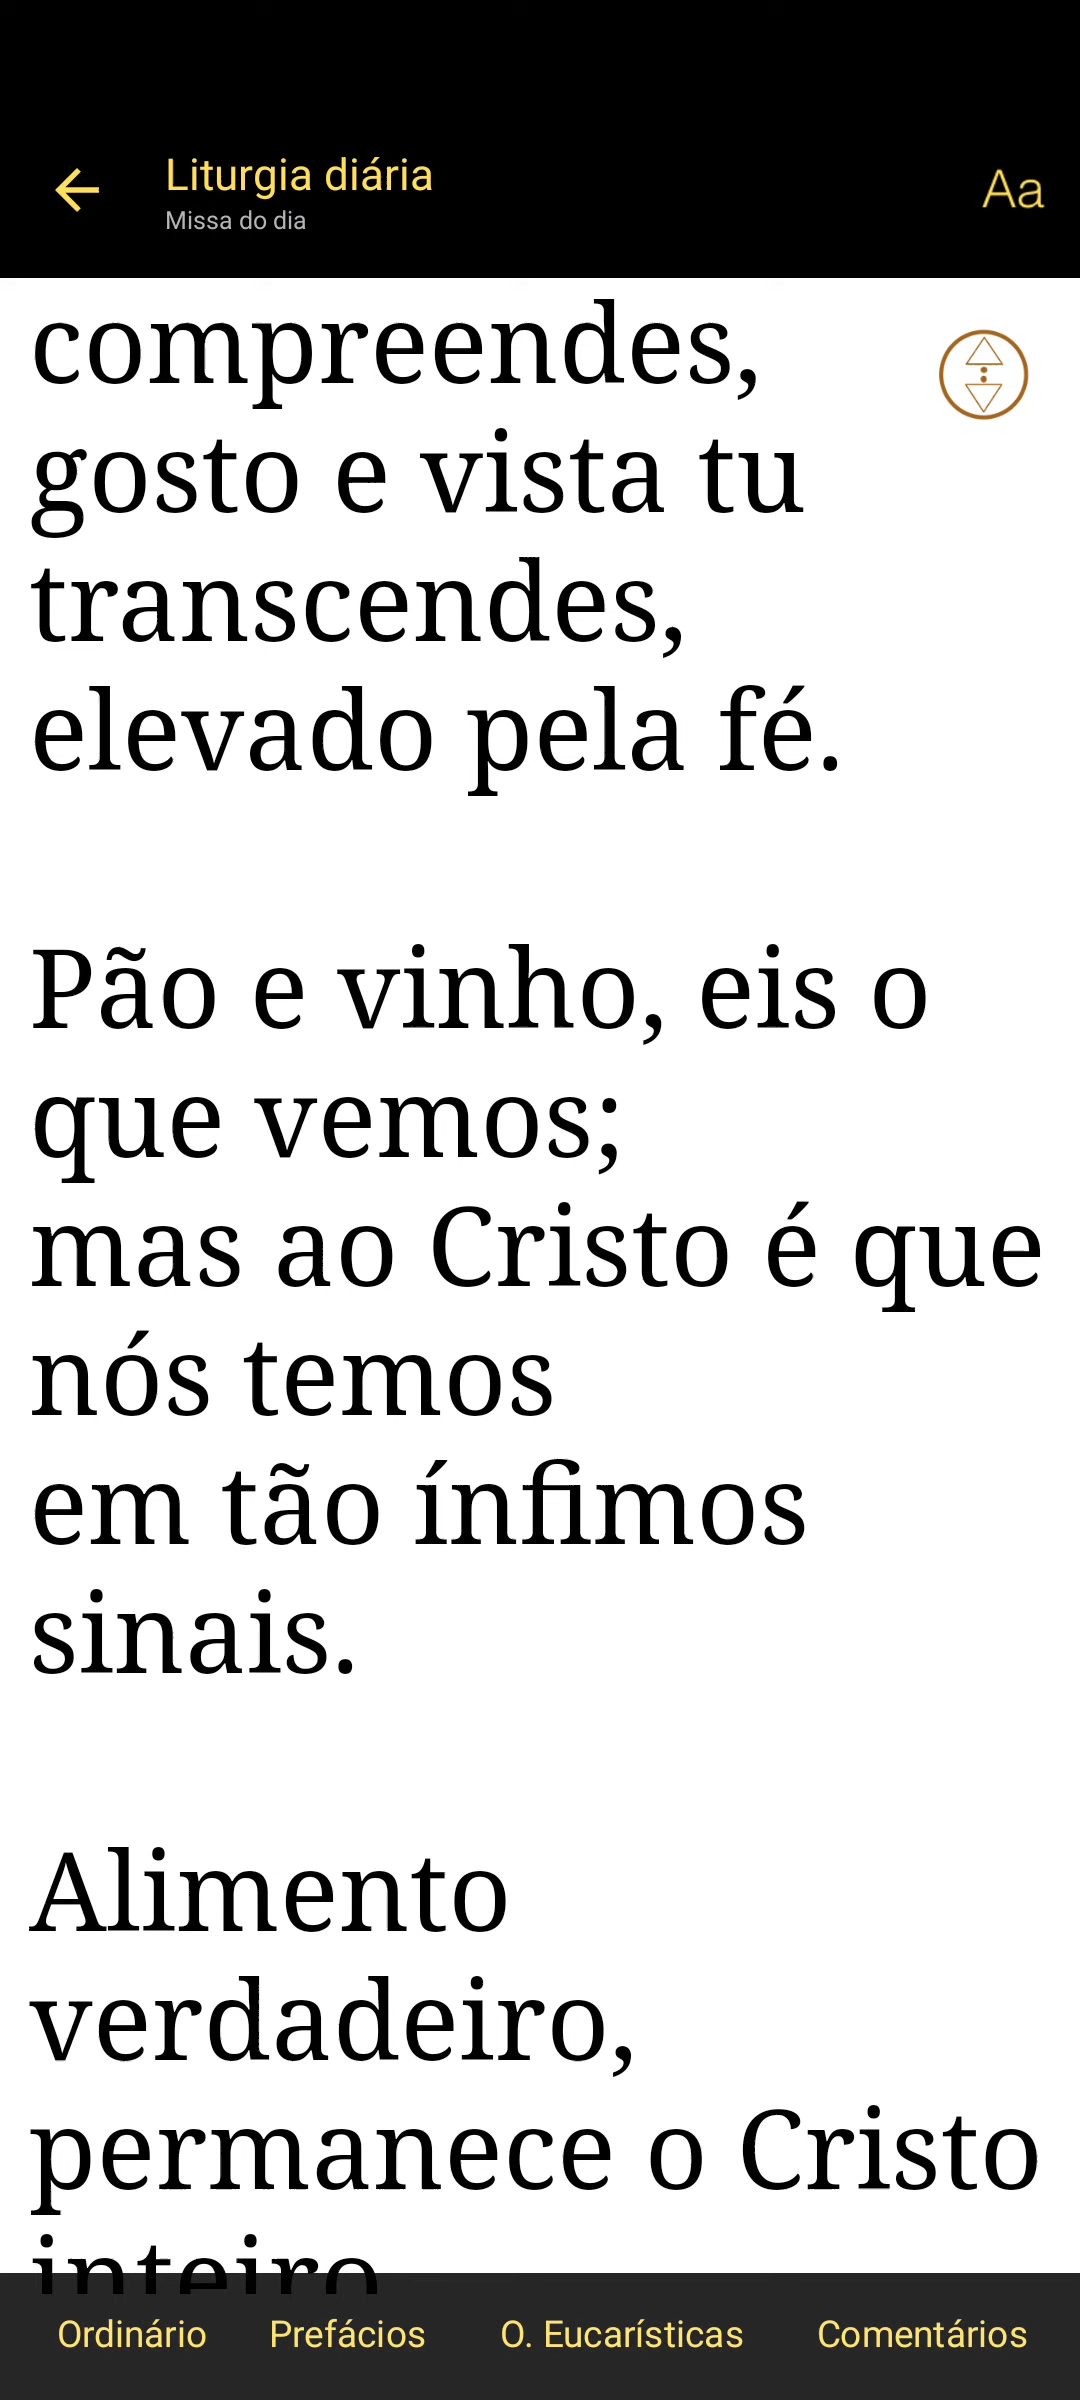 Liturgia diária
Missa do dia
Aa
compreendes,
gosto e vista tu
transcendes,
elevado pela fé.
Pão e vinho, eis o
que vemos;
mas ao Cristo é que
nós temos
em tão ínfimos
sinais.
Alimento
verdadeiro,
permanece o Cristo
inteiro
Ordinário Prefácios O. Eucarísticas Comentários